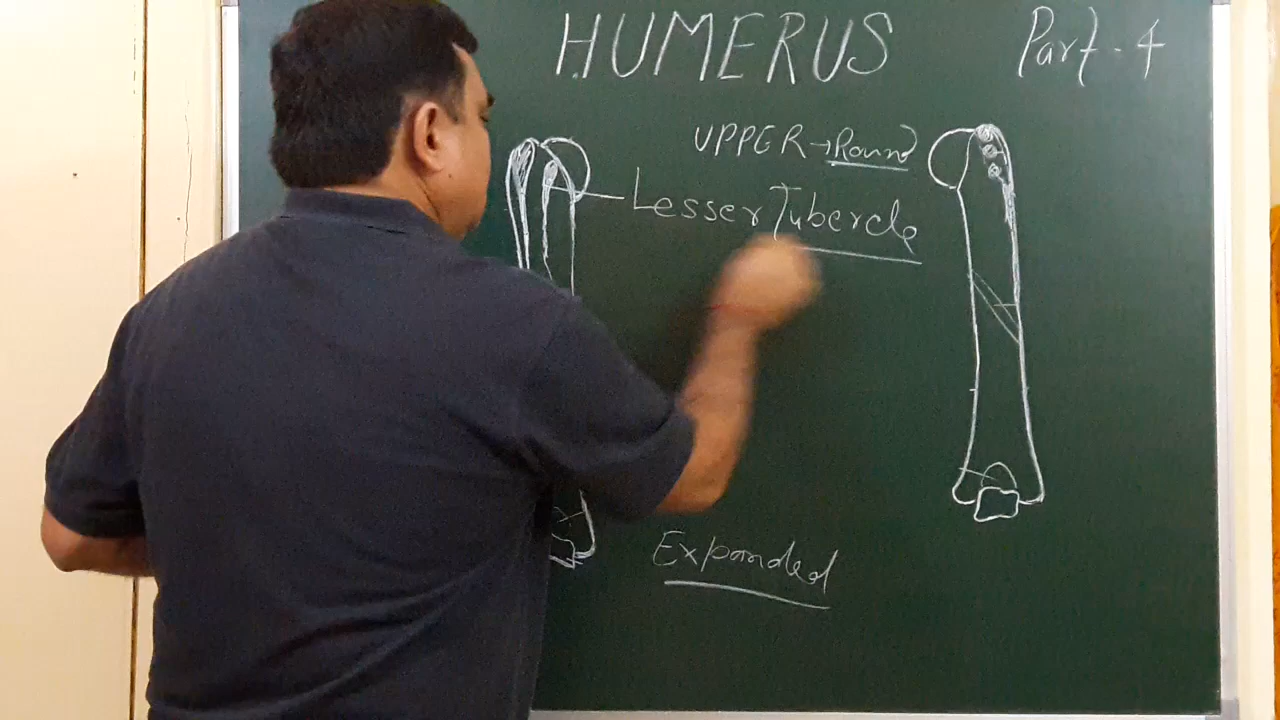 HUMERUS
Part-4
UPPER→Round
Lesser Tubercle
Expanded